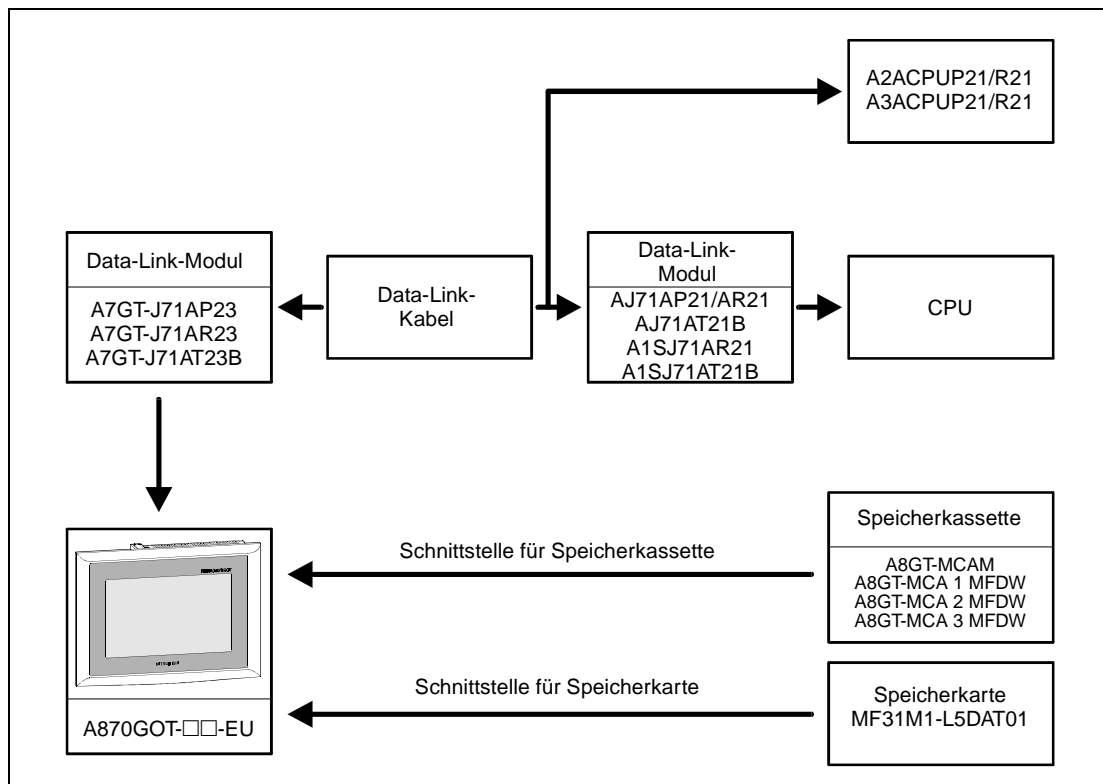 A2ACPUP21/R21
A3ACPUP21/R21
Data-Link-Modul
A7GT-J71AP23
A7GT-J71AR23
A7GT-J71AT23B
Data-Link-
Kabel
Data-Link-
Modul
AJ71AP21/AR21
AJ71AT21B
A1SJ71AR21
A1SJ71AT21B
CPU
Schnittstelle für Speicherkassette
Speicherkassette
A8GT-MCAM
A8GT-MCA 1 MFDW
A8GT-MCA 2 MFDW
A8GT-MCA 3 MFDW
Schnittstelle für Speicherkarte
Speicherkarte
MF31M1-L5DAT01
A870GOT-□□-EU